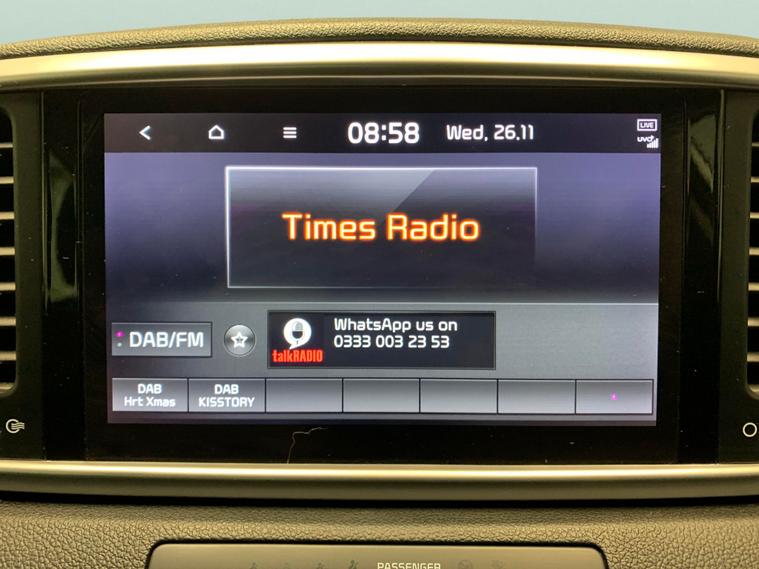 08:58 Wed, 26.11 LIVE
UVO
Times Radio
DAB/FM
talkRADIO
WhatsApp us on
0333 003 23 53
DAB
Hrt Xmas
DAB
KISSTORY
PASSENGER